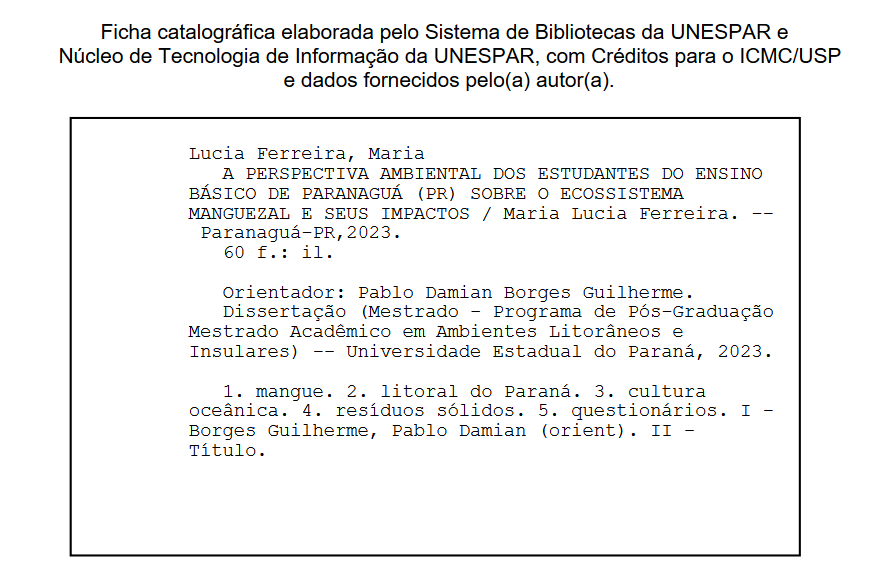 Ficha catalográfica elaborada pelo Sistema de Bibliotecas da UNESPAR e
Núcleo de Tecnologia de Informação da UNESPAR, com Créditos para o ICMC/USP
e dados fornecidos pelo(a) autor(a).
Lucia Ferreira, Maria
A PERSPECTIVA AMBIENTAL DOS ESTUDANTES DO ENSINO
BÁSICO DE PARANAGUÁ (PR) SOBRE O ECOSSISTEMA
MANGUEZAL E SEUS IMPACTOS / Maria Lucia Ferreira. --
Paranaguá-PR,2023.
60 f.: il.
Orientador: Pablo Damian Borges Guilherme.
Dissertação (Mestrado - Programa de Pós-Graduação
Mestrado Acadêmico em Ambientes Litorâneos e
Insulares) -- Universidade Estadual do Paraná, 2023.
1. mangue. 2. litoral do Paraná. 3. cultura
oceânica. 4. resíduos sólidos. 5. questionários. I -
Borges Guilherme, Pablo Damian (orient). II -
Título.